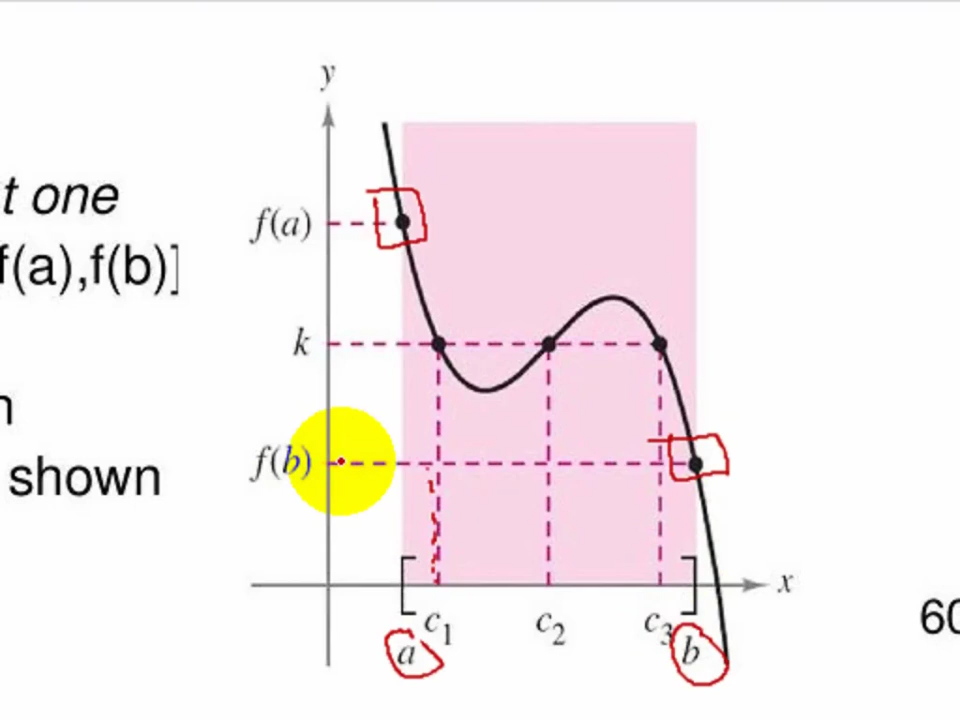 y
t one
f(a)
f(a),f(b)]
k
shown
f(b)
x
c1 c2 c3
60
a b